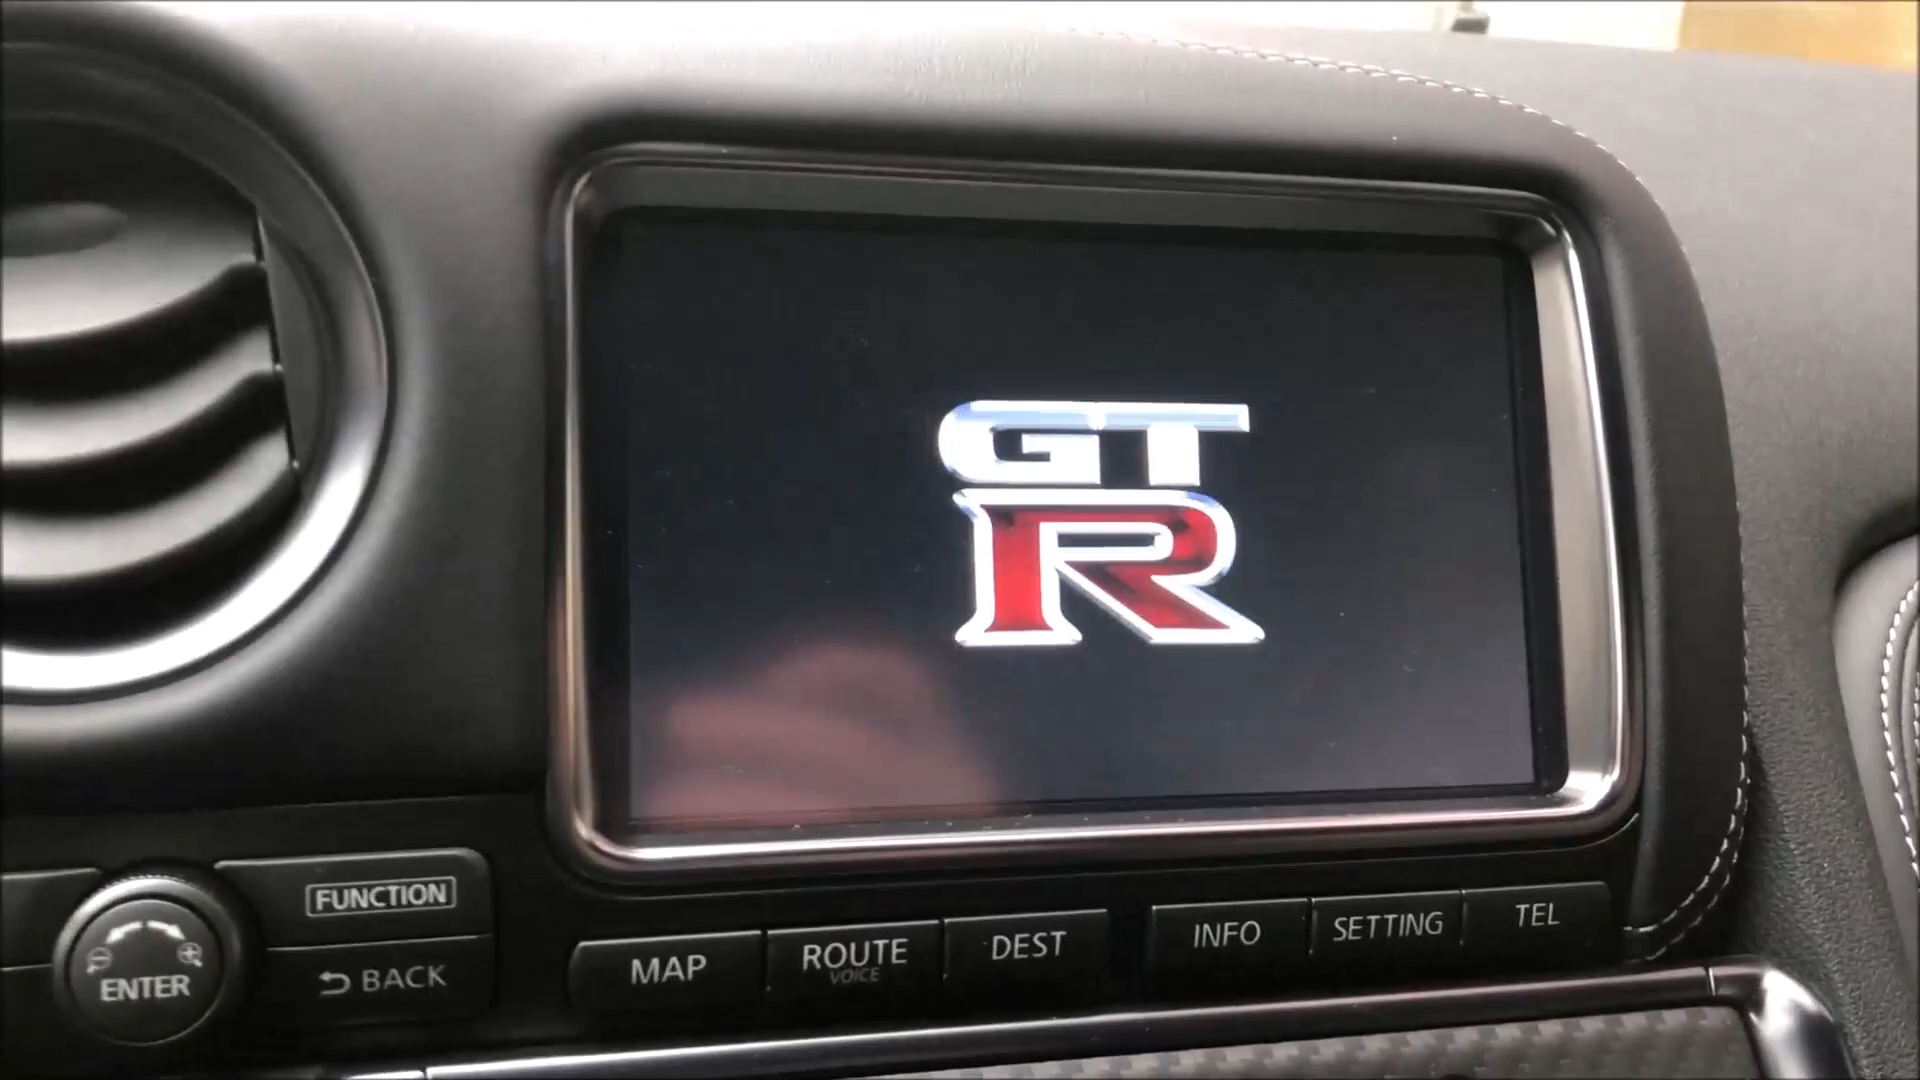 GT
R
FUNCTION
ENTER
BACK
MAP
ROUTE
VOICE
DEST
INFO
SETTING
TEL